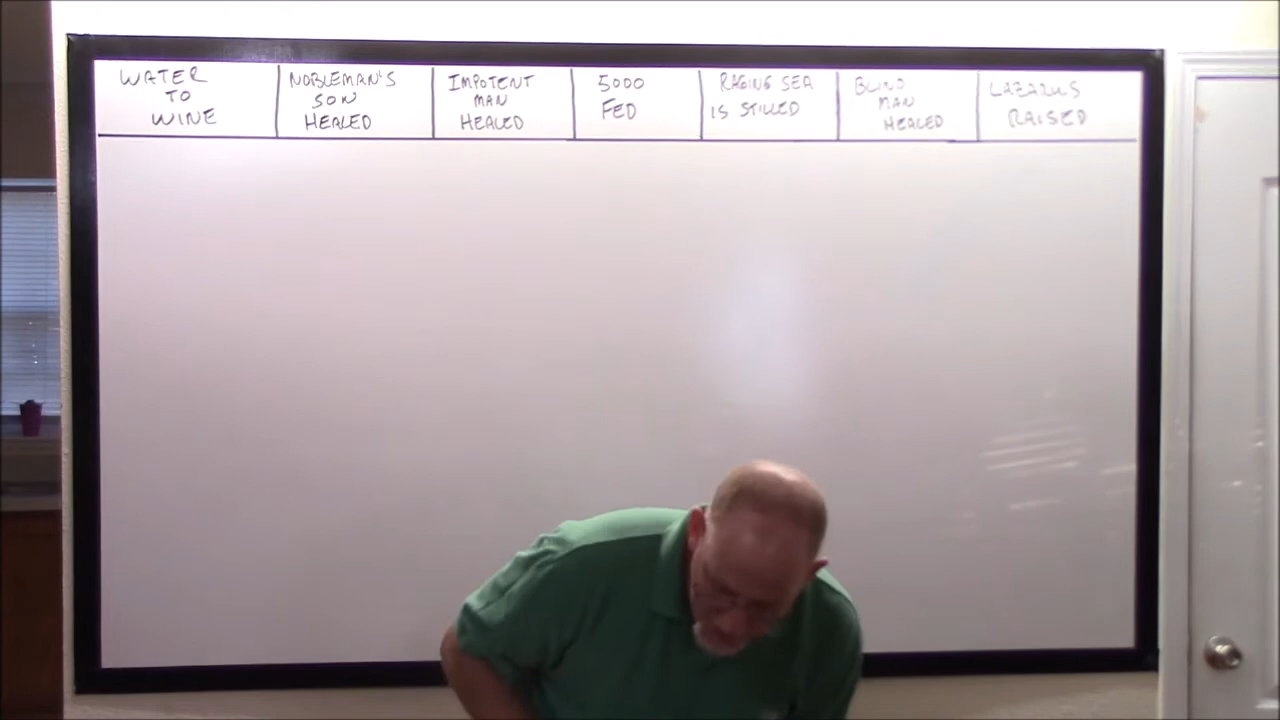 WATER
TO
WINE
NOBLEMAN'S
SON
HEALED
IMPOTENT
MAN
HEALED
5000
FED
RAGING SEA
IS STILLED
BLIND
MAN
HEALED
LAZARUS
RAISED